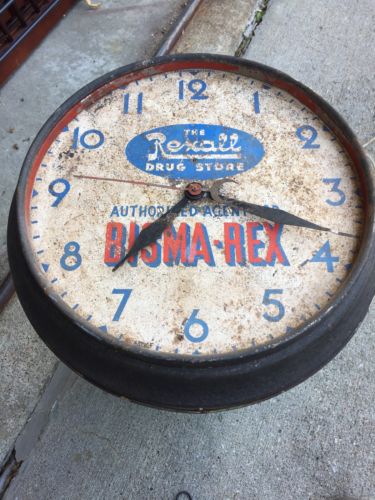 12
11
1
10
2
9
3
8
4
7
5
6
THE
Rexall
DRUG STORE
AUTHORIZED AGENT FOR
BISMA-REX